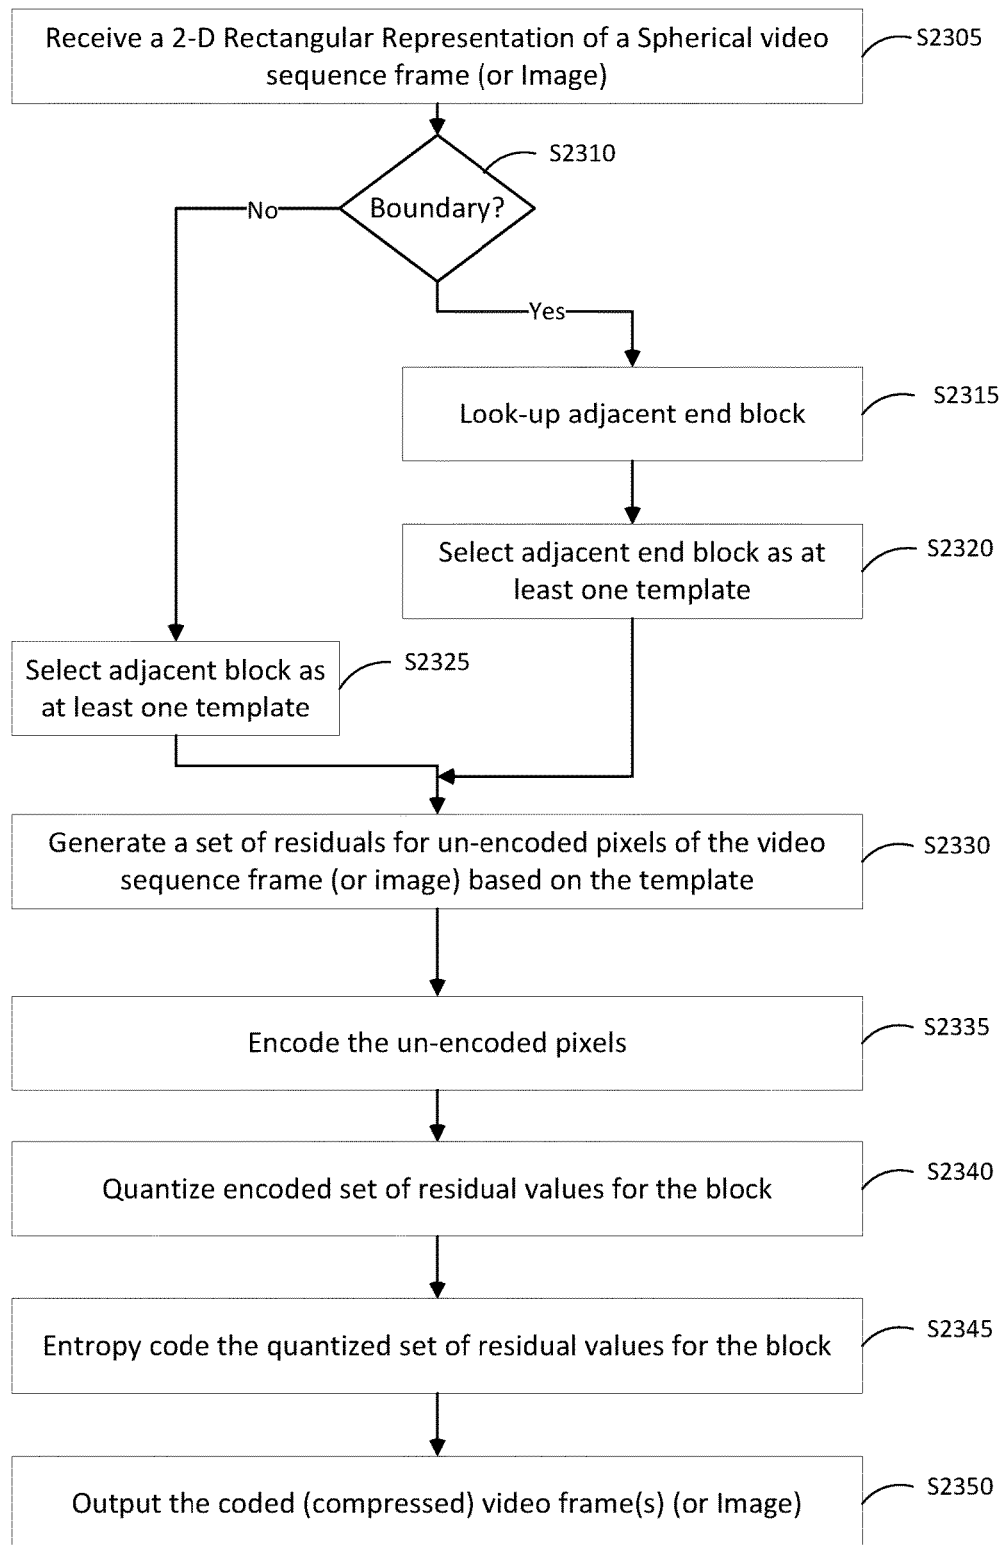 Receive a 2-D Rectangular Representation of a Spherical video
sequence frame (or Image)
S2305
S2310
Boundary?
No
Yes
S2315
Look-up adjacent end block
S2320
Select adjacent end block as at
least one template
S2325
Select adjacent block as
at least one template
Generate a set of residuals for un-encoded pixels of the video
sequence frame (or image) based on the template
S2330
S2335
Encode the un-encoded pixels
S2340
Quantize encoded set of residual values for the block
S2345
Entropy code the quantized set of residual values for the block
S2350
Output the coded (compressed) video frame(s) (or Image)